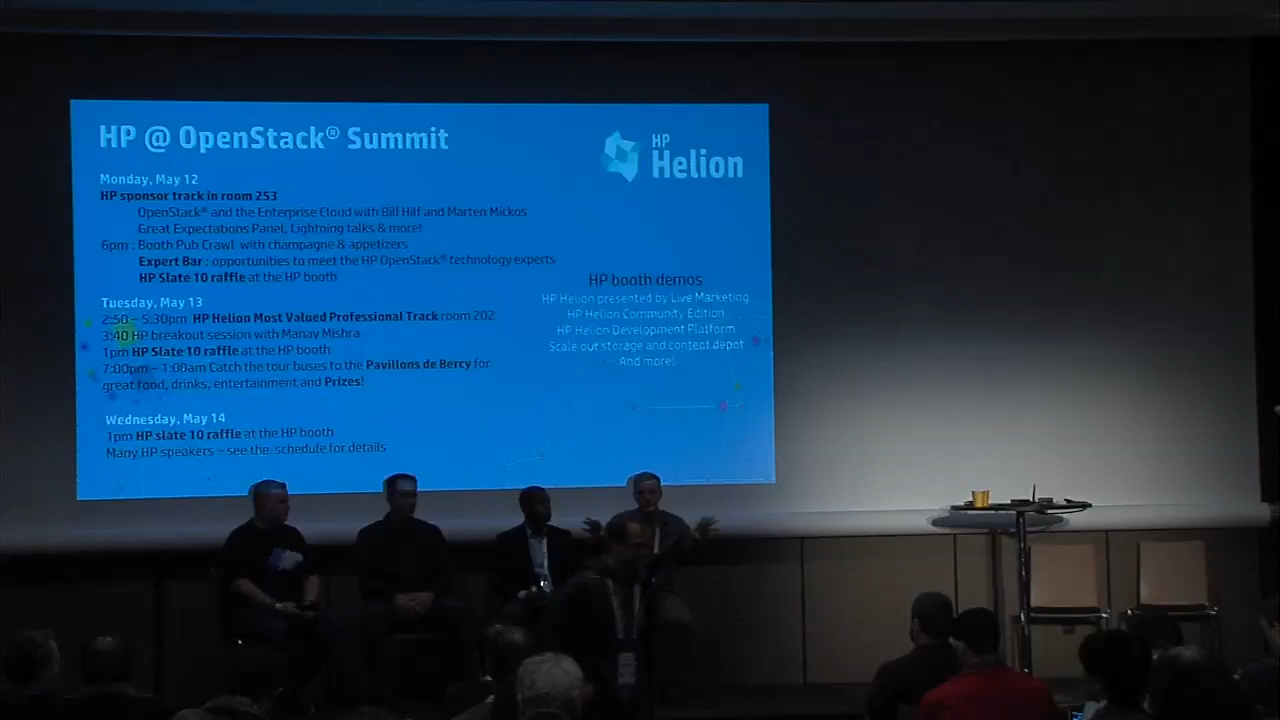 HP @ OpenStack® Summit
HP
Helion
Monday, May 12
HP sponsor track in room 253
OpenStack® and the Enterprise Cloud with Bill Hilf and Marten Mickos
Great Expectations Panel, Lightning talks & more!
6pm : Booth Pub Crawl with champagne & appetizers
Expert Bar : opportunities to meet the HP OpenStack® technology experts
HP Slate 10 raffle at the HP booth
Tuesday, May 13
2:50 – 5:30pm HP Helion Most Valued Professional Track room 202
3:40 HP breakout session with Manav Mishra
1pm HP Slate 10 raffle at the HP booth
7:00pm – 1:00am Catch the tour buses to the Pavillons de Bercy for
great food, drinks, entertainment and Prizes!
Wednesday, May 14
1pm HP slate 10 raffle at the HP booth
Many HP speakers – see the schedule for details
HP booth demos
HP Helion presented by Live Marketing
HP Helion Community Edition
HP Helion Development Platform
Scale out storage and content depot
And more!